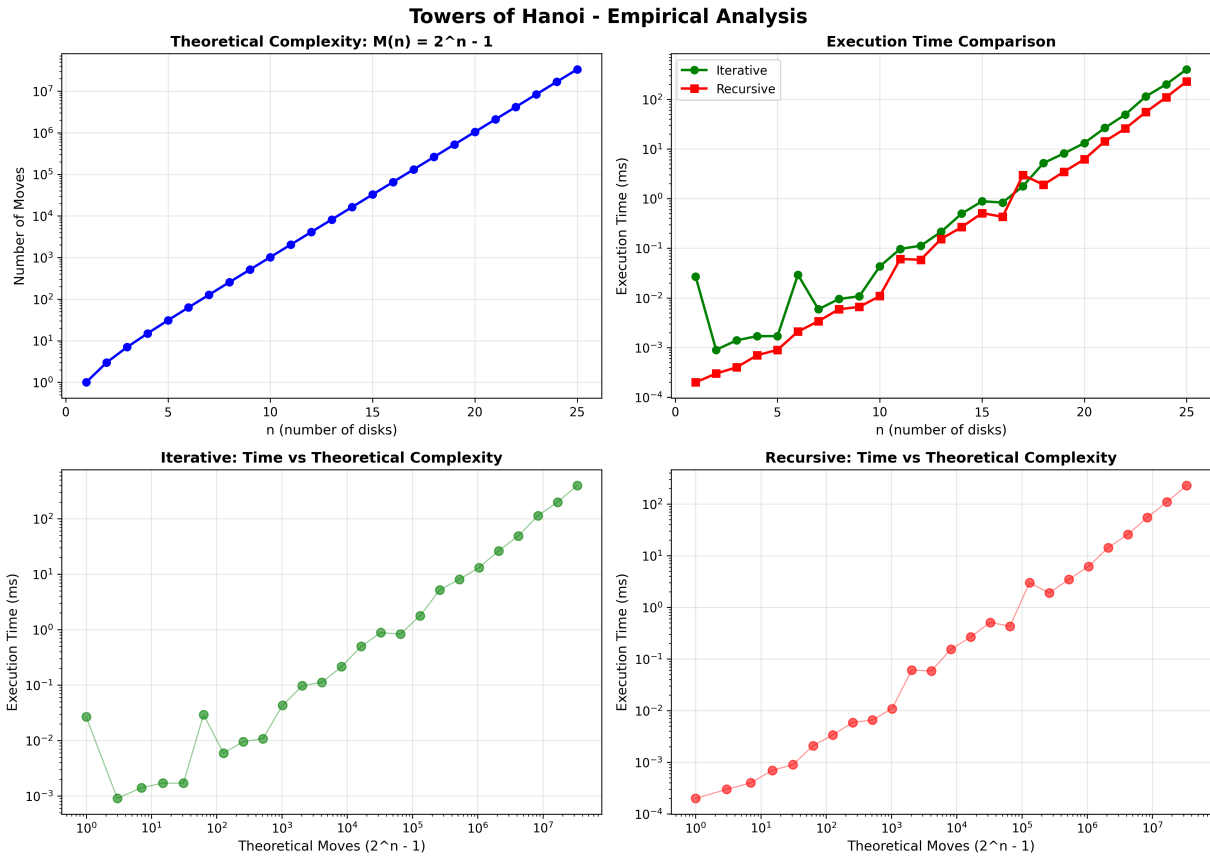 Towers of Hanoi - Empirical Analysis
Theoretical Complexity: M(n) = 2^n - 1
Number of Moves
10^7
10^6
10^5
10^4
10^3
10^2
10^1
10^0
0 5 10 15 20 25
n (number of disks)
Execution Time Comparison
Iterative
Recursive
Execution Time (ms)
10^2
10^1
10^0
10^−1
10^−2
10^−3
10^−4
0 5 10 15 20 25
n (number of disks)
Iterative: Time vs Theoretical Complexity
Execution Time (ms)
10^2
10^1
10^0
10^−1
10^−2
10^−3
10^0 10^1 10^2 10^3 10^4 10^5 10^6 10^7
Theoretical Moves (2^n - 1)
Recursive: Time vs Theoretical Complexity
Execution Time (ms)
10^2
10^1
10^0
10^−1
10^−2
10^−3
10^−4
10^0 10^1 10^2 10^3 10^4 10^5 10^6 10^7
Theoretical Moves (2^n - 1)